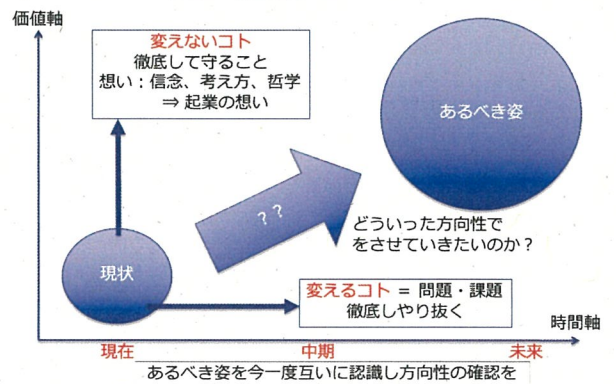 価値軸
変えないコト
徹底して守ること
想い：信念、考え方、哲学
⇒ 起業の想い
あるべき姿
？？
どういった方向性で
をさせていきたいのか？
現状
変えるコト ＝ 問題・課題
徹底しやり抜く
時間軸
現在 中期 未来
あるべき姿を今一度互いに認識し方向性の確認を